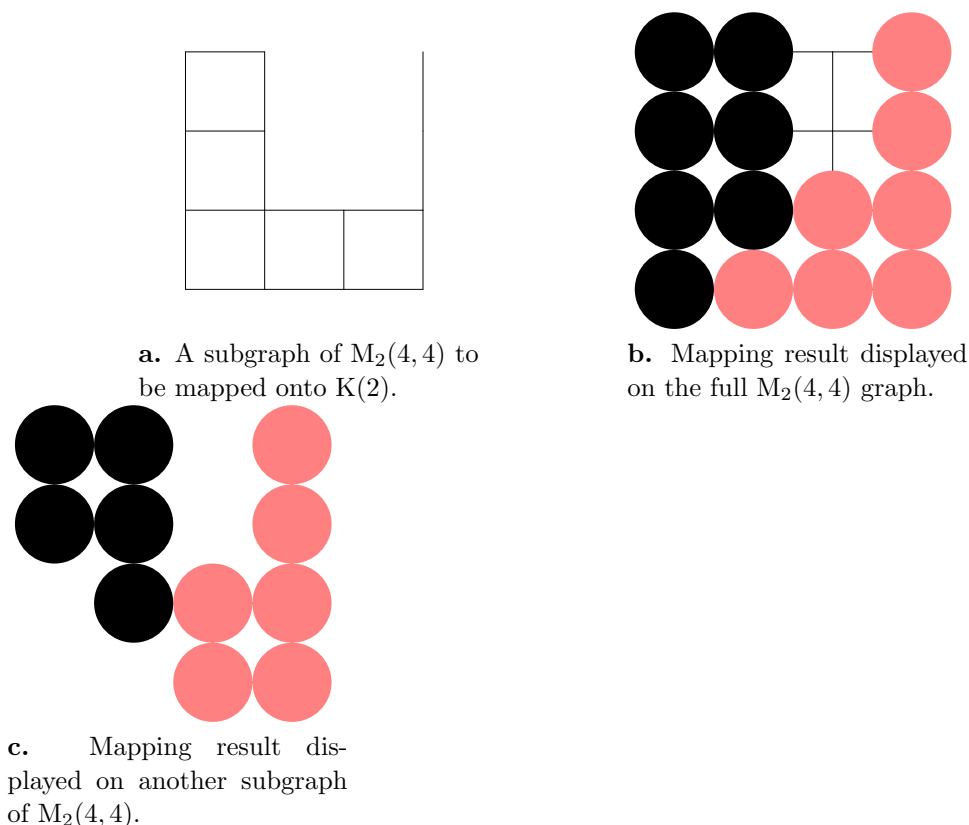 a. A subgraph of M₂(4, 4) to
be mapped onto K(2).
b. Mapping result displayed
on the full M₂(4, 4) graph.
c. Mapping result dis-
played on another subgraph
of M₂(4, 4).